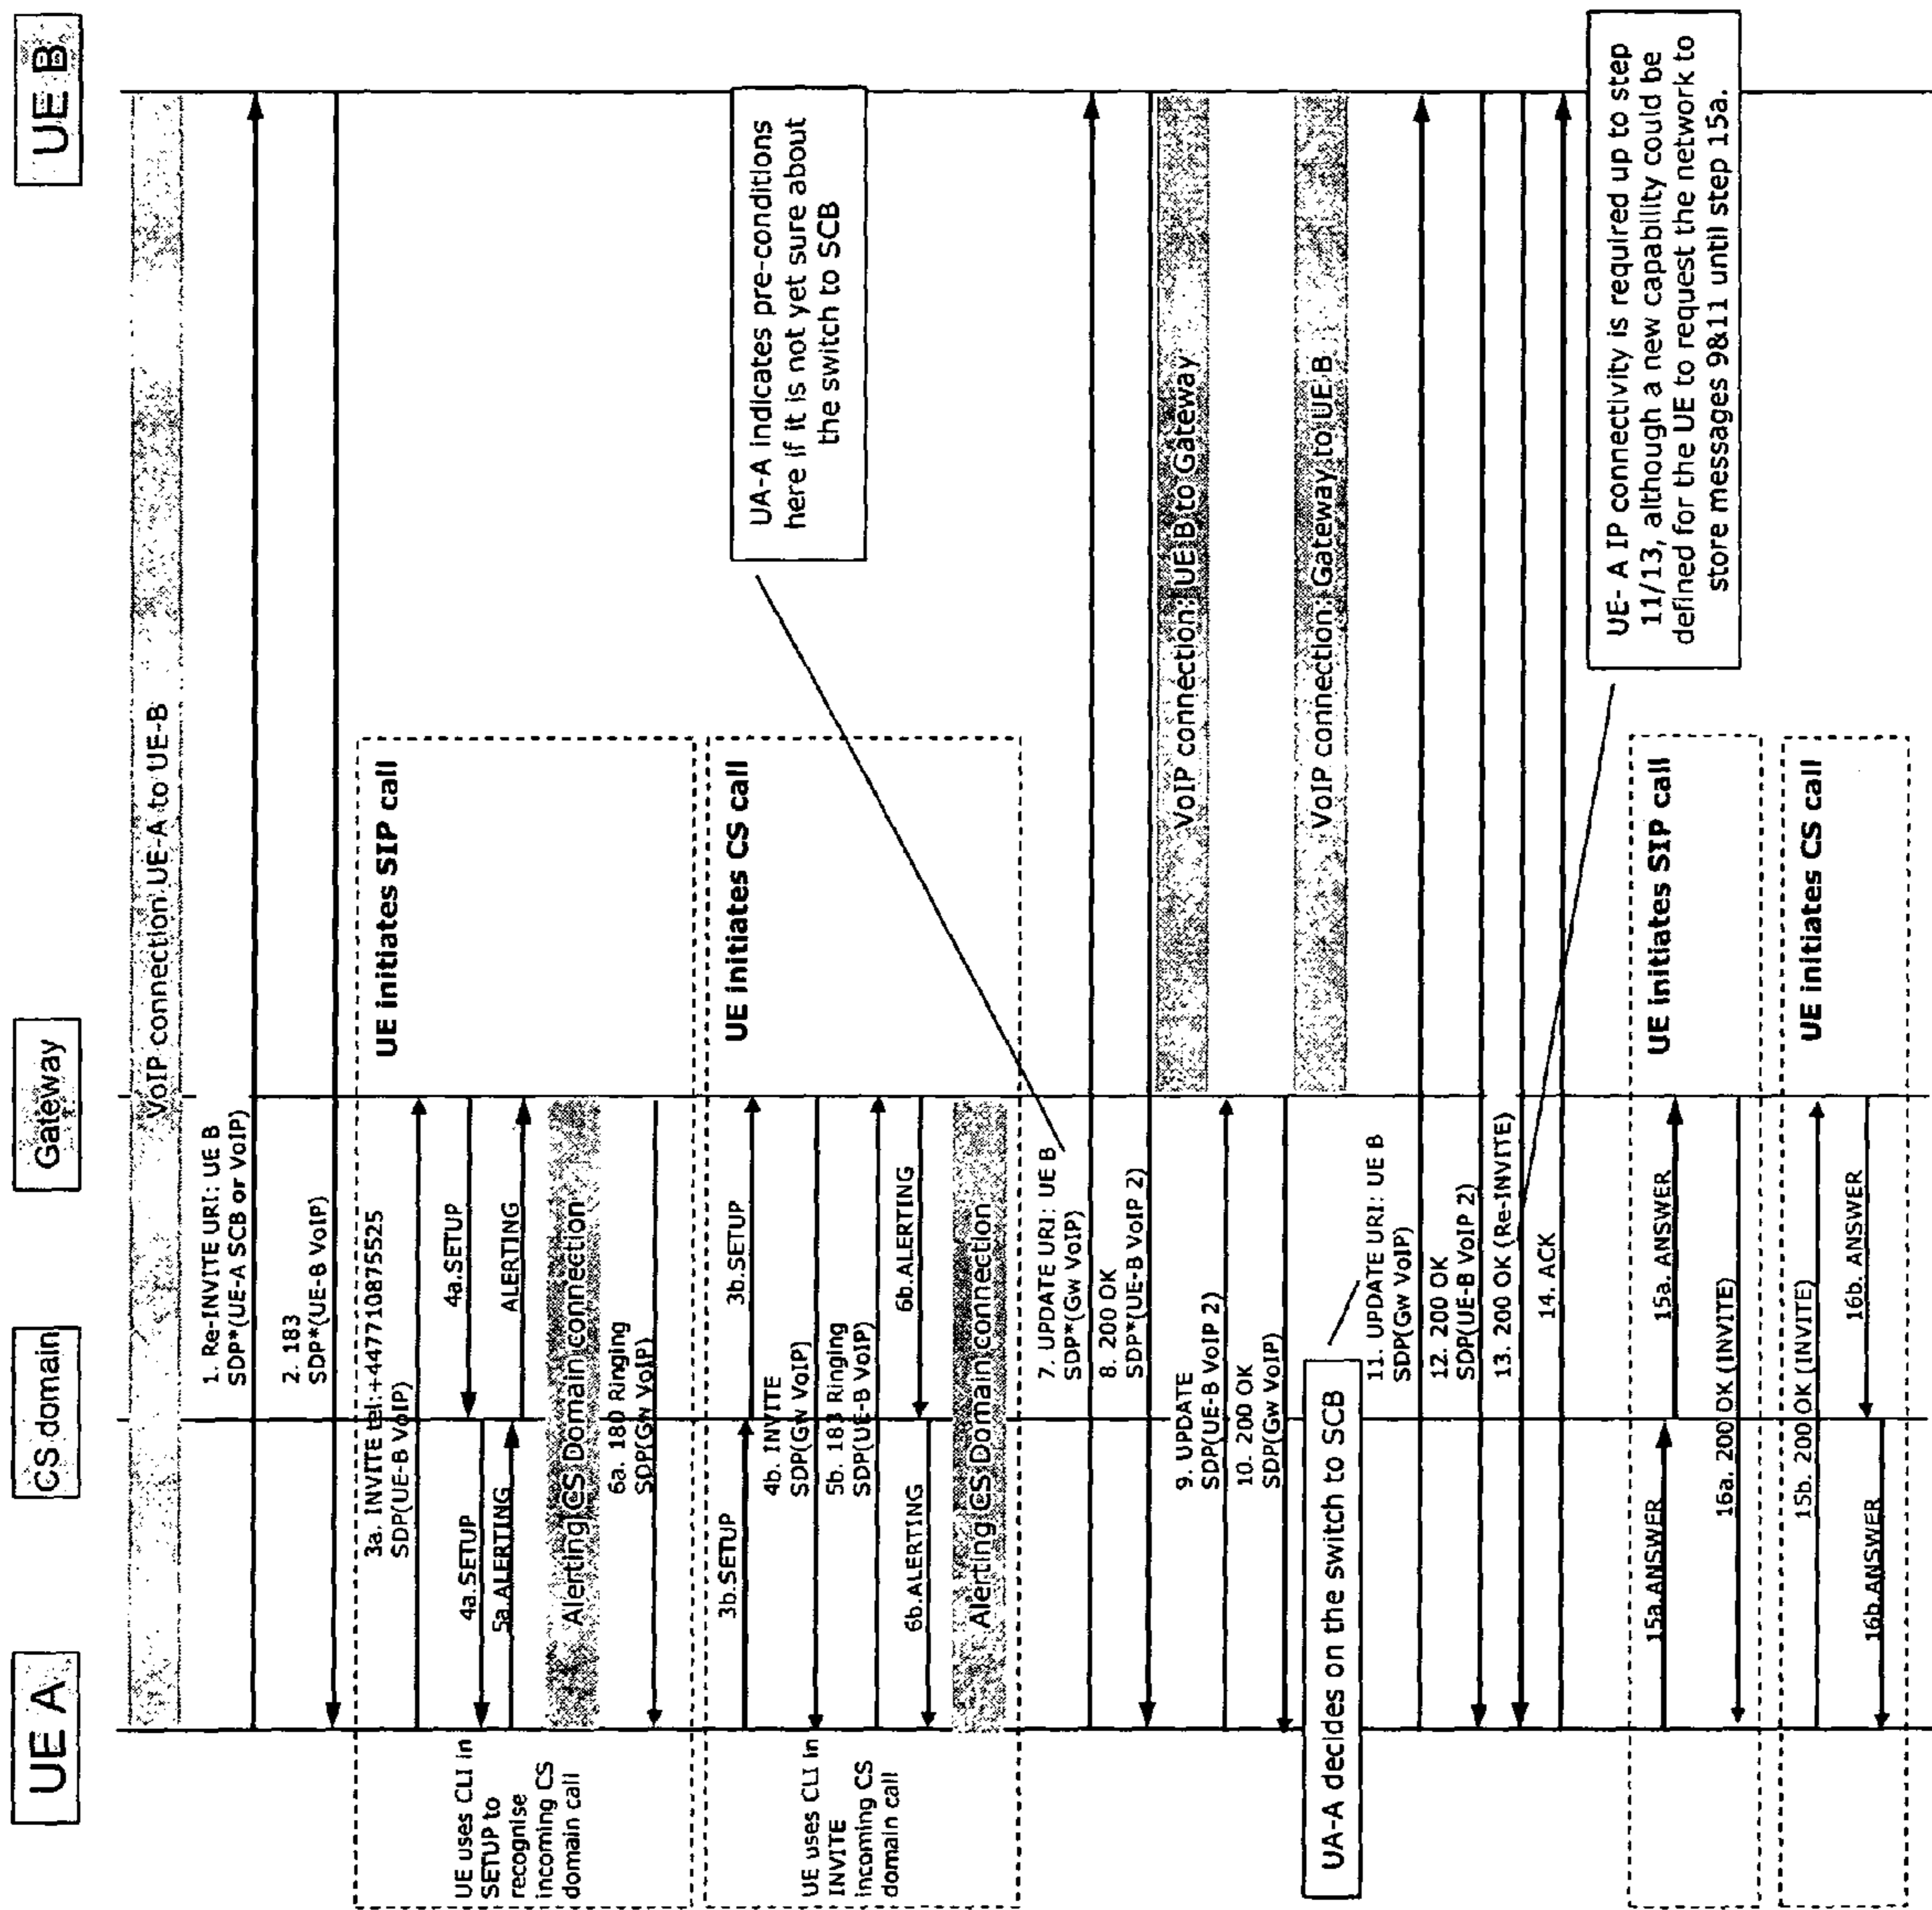 UE A
CS domain
Gateway
UE B
VoIP connection UE-A to UE-B
1. Re-INVITE URI: UE B
SDP*(UE-A SCB or VoIP)
2. 183
SDP*(UE-B VoIP)
UE initiates SIP call
3a. INVITE tel:+447710875525
SDP(UE-B VoIP)
UE uses CLI in
SETUP to
recognise
incoming CS
domain call
4a.SETUP
4a.SETUP
5a.ALERTING
ALERTING
Alerting CS Domain connection
6a. 180 Ringing
SDP(Gw VoIP)
UE initiates CS call
3b.SETUP
3b.SETUP
UE uses CLI in
INVITE
incoming CS
domain call
4b. INVITE
SDP(Gw VoIP)
5b. 183 Ringing
SDP(UE-B VoIP)
6b.ALERTING
6b.ALERTING
Alerting CS Domain connection
UA-A indicates pre-conditions
here if it is not yet sure about
the switch to SCB
7. UPDATE URI: UE B
SDP*(Gw VoIP)
8. 200 OK
SDP*(UE-B VoIP 2)
VoIP connection: UE B to Gateway
9. UPDATE
SDP(UE-B VoIP 2)
10. 200 OK
SDP(Gw VoIP)
VoIP connection: Gateway to UE B
UA-A decides on the switch to SCB
11. UPDATE URI: UE B
SDP(Gw VoIP)
12. 200 OK
SDP(UE-B VoIP 2)
13. 200 OK (Re-INVITE)
14. ACK
UE- A IP connectivity is required up to step
11/13, although a new capability could be
defined for the UE to request the network to
store messages 9&11 until step 15a.
UE initiates SIP call
15a.ANSWER
15a. ANSWER
16a. 200 OK (INVITE)
UE initiates CS call
15b. 200 OK (INVITE)
16b. ANSWER
16b.ANSWER